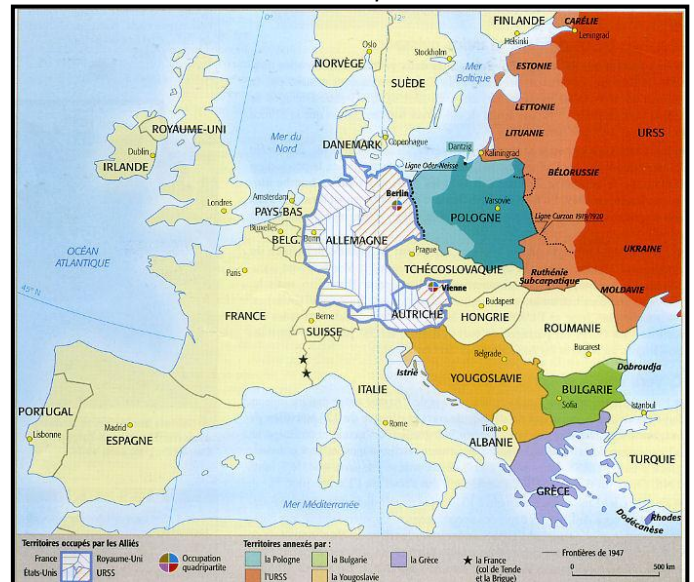 0°
12°
FINLANDE
CARÉLIE
Helsinki
Leningrad
Oslo
NORVÈGE
Stockholm
SUÈDE
Mer
Baltique
ESTONIE
LETTONIE
LITUANIE
URSS
ROYAUME-UNI
Mer du
Nord
DANEMARK
Copenhague
Dantzig
Kaliningrad
Dublin
IRLANDE
Ligne Oder-Neisse
BÉLORUSSIE
Londres
Amsterdam
PAYS-BAS
Berlin
Varsovie
POLOGNE
Ligne Curzon 1919/1920
Bruxelles
BELG.
Bonn
ALLEMAGNE
OCÉAN
ATLANTIQUE
Prague
TCHÉCOSLOVAQUIE
UKRAINE
Paris
45° N
Ruthénie
Subcarpatique
MOLDAVIE
Vienne
FRANCE
Berne
SUISSE
AUTRICHE
Budapest
HONGRIE
ROUMANIE
Bucarest
Istrie
Belgrade
YOUGOSLAVIE
Dobroudja
BULGARIE
Sofia
ITALIE
PORTUGAL
Lisbonne
Madrid
ESPAGNE
Rome
Tirana
ALBANIE
Istanbul
TURQUIE
GRÈCE
Mer Méditerranée
Rhodes
Dodécanèse
Territoires occupés par les Alliés
France
Royaume-Uni
États-Unis
URSS
Occupation
quadripartite
Territoires annexés par :
la Pologne
la Bulgarie
la Grèce
l'URSS
la Yougoslavie
la France
(col de Tende
et la Brigue)
Frontières de 1947
0
500 km